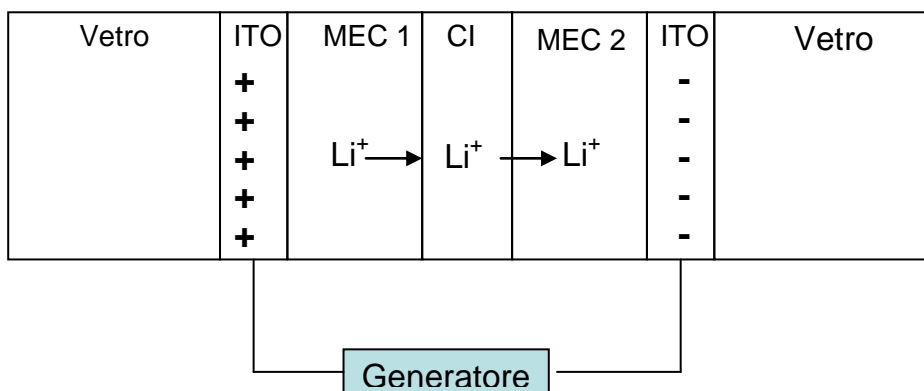 Vetro ITO MEC 1 CI MEC 2 ITO Vetro
+ -
+ -
+ Li+ Li+ Li+ -
+ -
+ -
Generatore